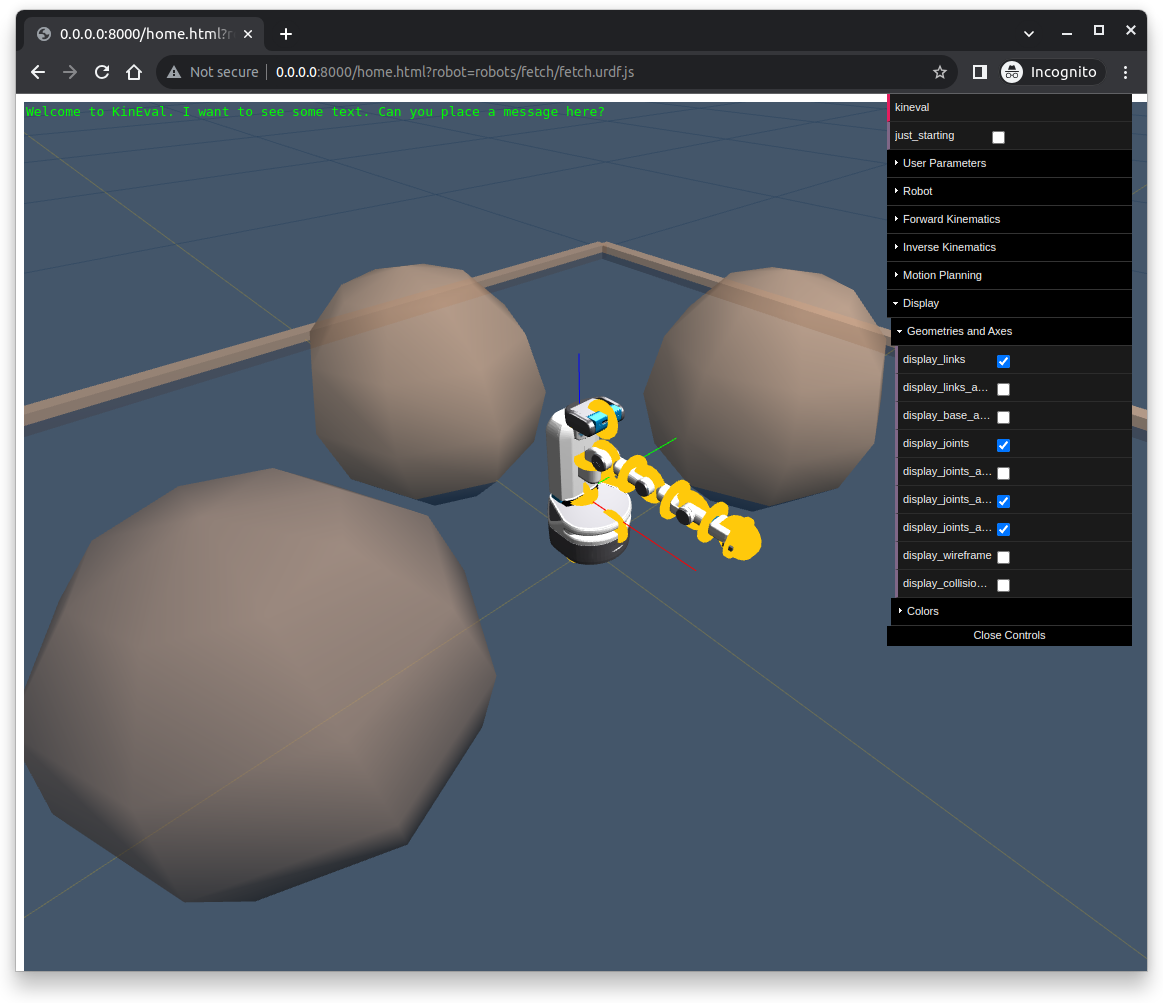 0.0.0.0:8000/home.html?r
Not secure
0.0.0.0:8000/home.html?robot=robots/fetch/fetch.urdf.js
Incognito
Welcome to KinEval. I want to see some text. Can you place a message here?
kineval
just_starting
User Parameters
Robot
Forward Kinematics
Inverse Kinematics
Motion Planning
Display
Geometries and Axes
display_links
display_links_a...
display_base_a...
display_joints
display_joints_a...
display_joints_a...
display_joints_a...
display_wireframe
display_collisio...
Colors
Close Controls